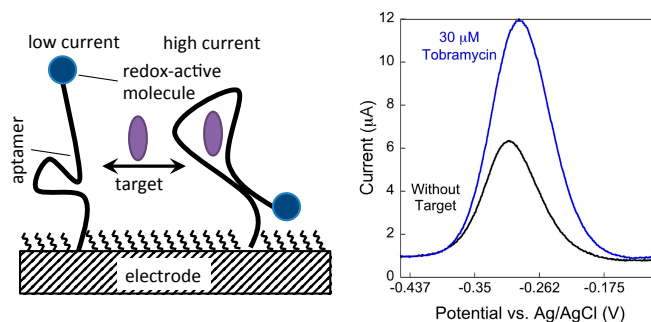 low current
high current
redox-active
molecule
aptamer
target
electrode
12
10
8
6
4
2
0
Current (μA)
30 μM
Tobramycin
Without
Target
-0.437
-0.35
-0.262
-0.175
Potential vs. Ag/AgCl (V)